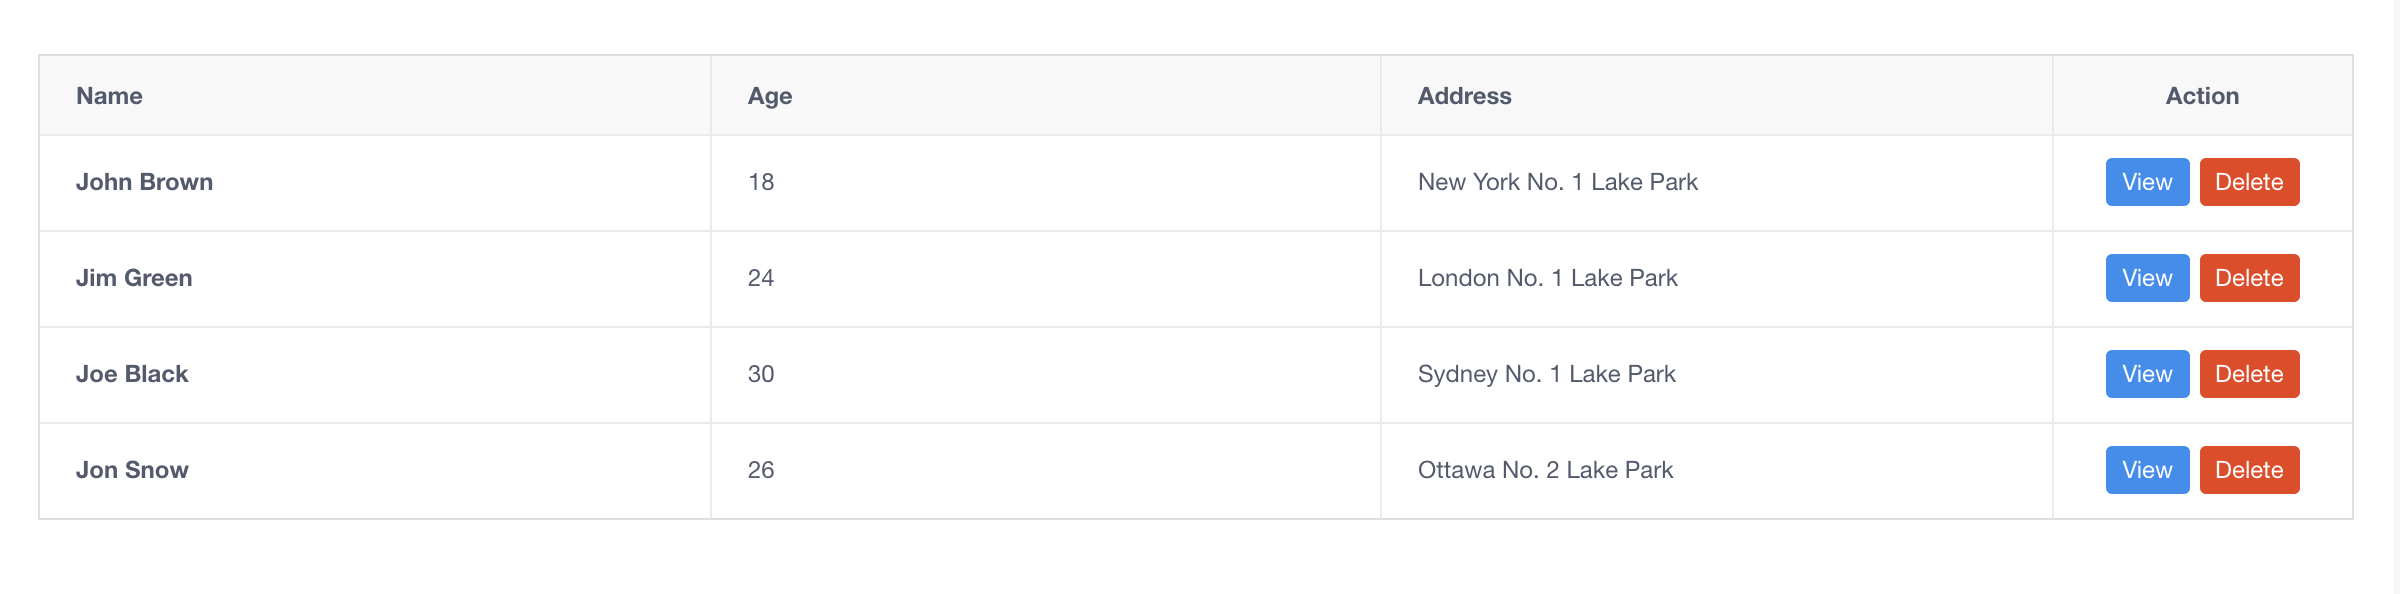 Name Age Address Action
John Brown 18 New York No. 1 Lake Park View Delete
Jim Green 24 London No. 1 Lake Park View Delete
Joe Black 30 Sydney No. 1 Lake Park View Delete
Jon Snow 26 Ottawa No. 2 Lake Park View Delete